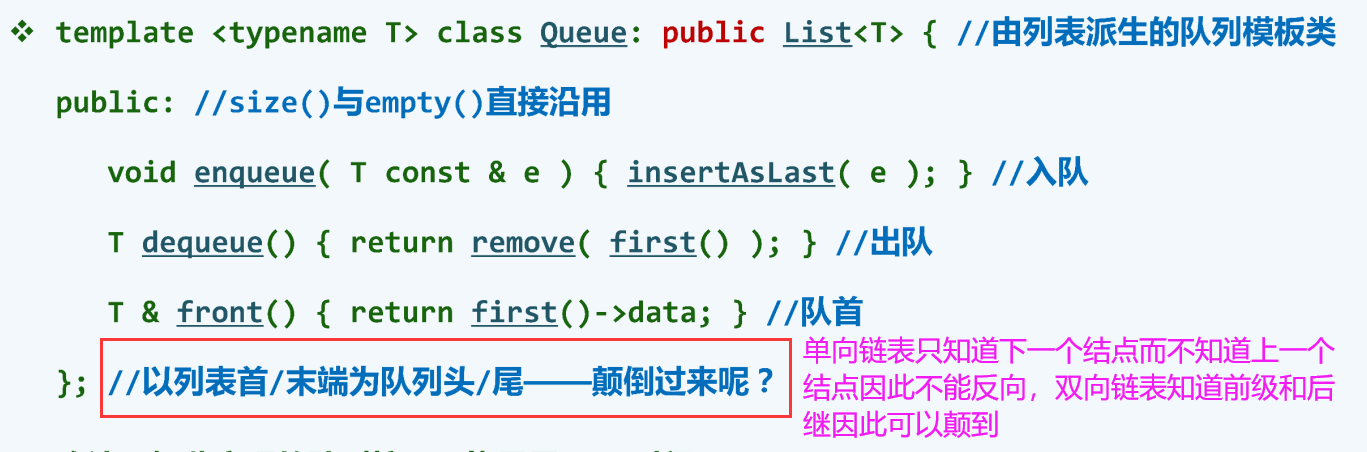 ❖ template <typename T> class Queue: public List<T> { //由列表派生的队列模板类
public: //size()与empty()直接沿用
void enqueue( T const & e ) { insertAsLast( e ); } //入队
T dequeue() { return remove( first() ); } //出队
T & front() { return first()->data; } //队首
}; //以列表首/末端为队列头/尾——颠倒过来呢？
单向链表只知道下一个结点而不知道上一个
结点因此不能反向，双向链表知道前级和后
继因此可以颠到